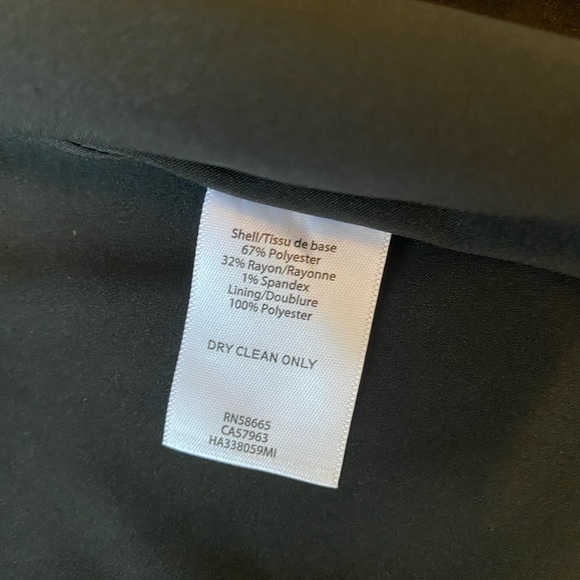 Shell/Tissu de base
67% Polyester
32% Rayon/Rayonne
1% Spandex
Lining/Doublure
100% Polyester
DRY CLEAN ONLY
RN58665
CA57963
HA338059MI